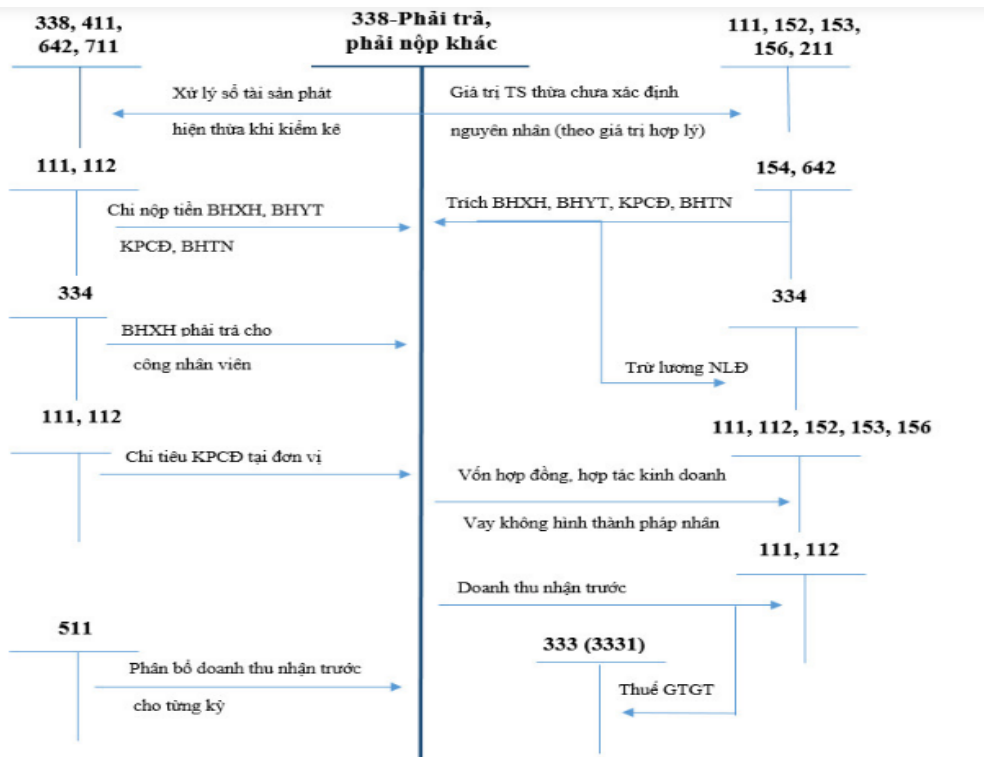 338, 411,
642, 711
338-Phải trả,
phải nộp khác
111, 152, 153,
156, 211
Xử lý số tài sản phát
hiện thừa khi kiểm kê
Giá trị TS thừa chưa xác định
nguyên nhân (theo giá trị hợp lý)
111, 112
154, 642
Chi nộp tiền BHXH, BHYT
KPCĐ, BHTN
Trích BHXH, BHYT, KPCĐ, BHTN
334
334
BHXH phải trả cho
công nhân viên
Trừ lương NLĐ
111, 112
111, 112, 152, 153, 156
Chi tiêu KPCĐ tại đơn vị
Vốn hợp đồng, hợp tác kinh doanh
Vay không hình thành pháp nhân
111, 112
Doanh thu nhận trước
511
333 (3331)
Phân bổ doanh thu nhận trước
cho từng kỳ
Thuế GTGT